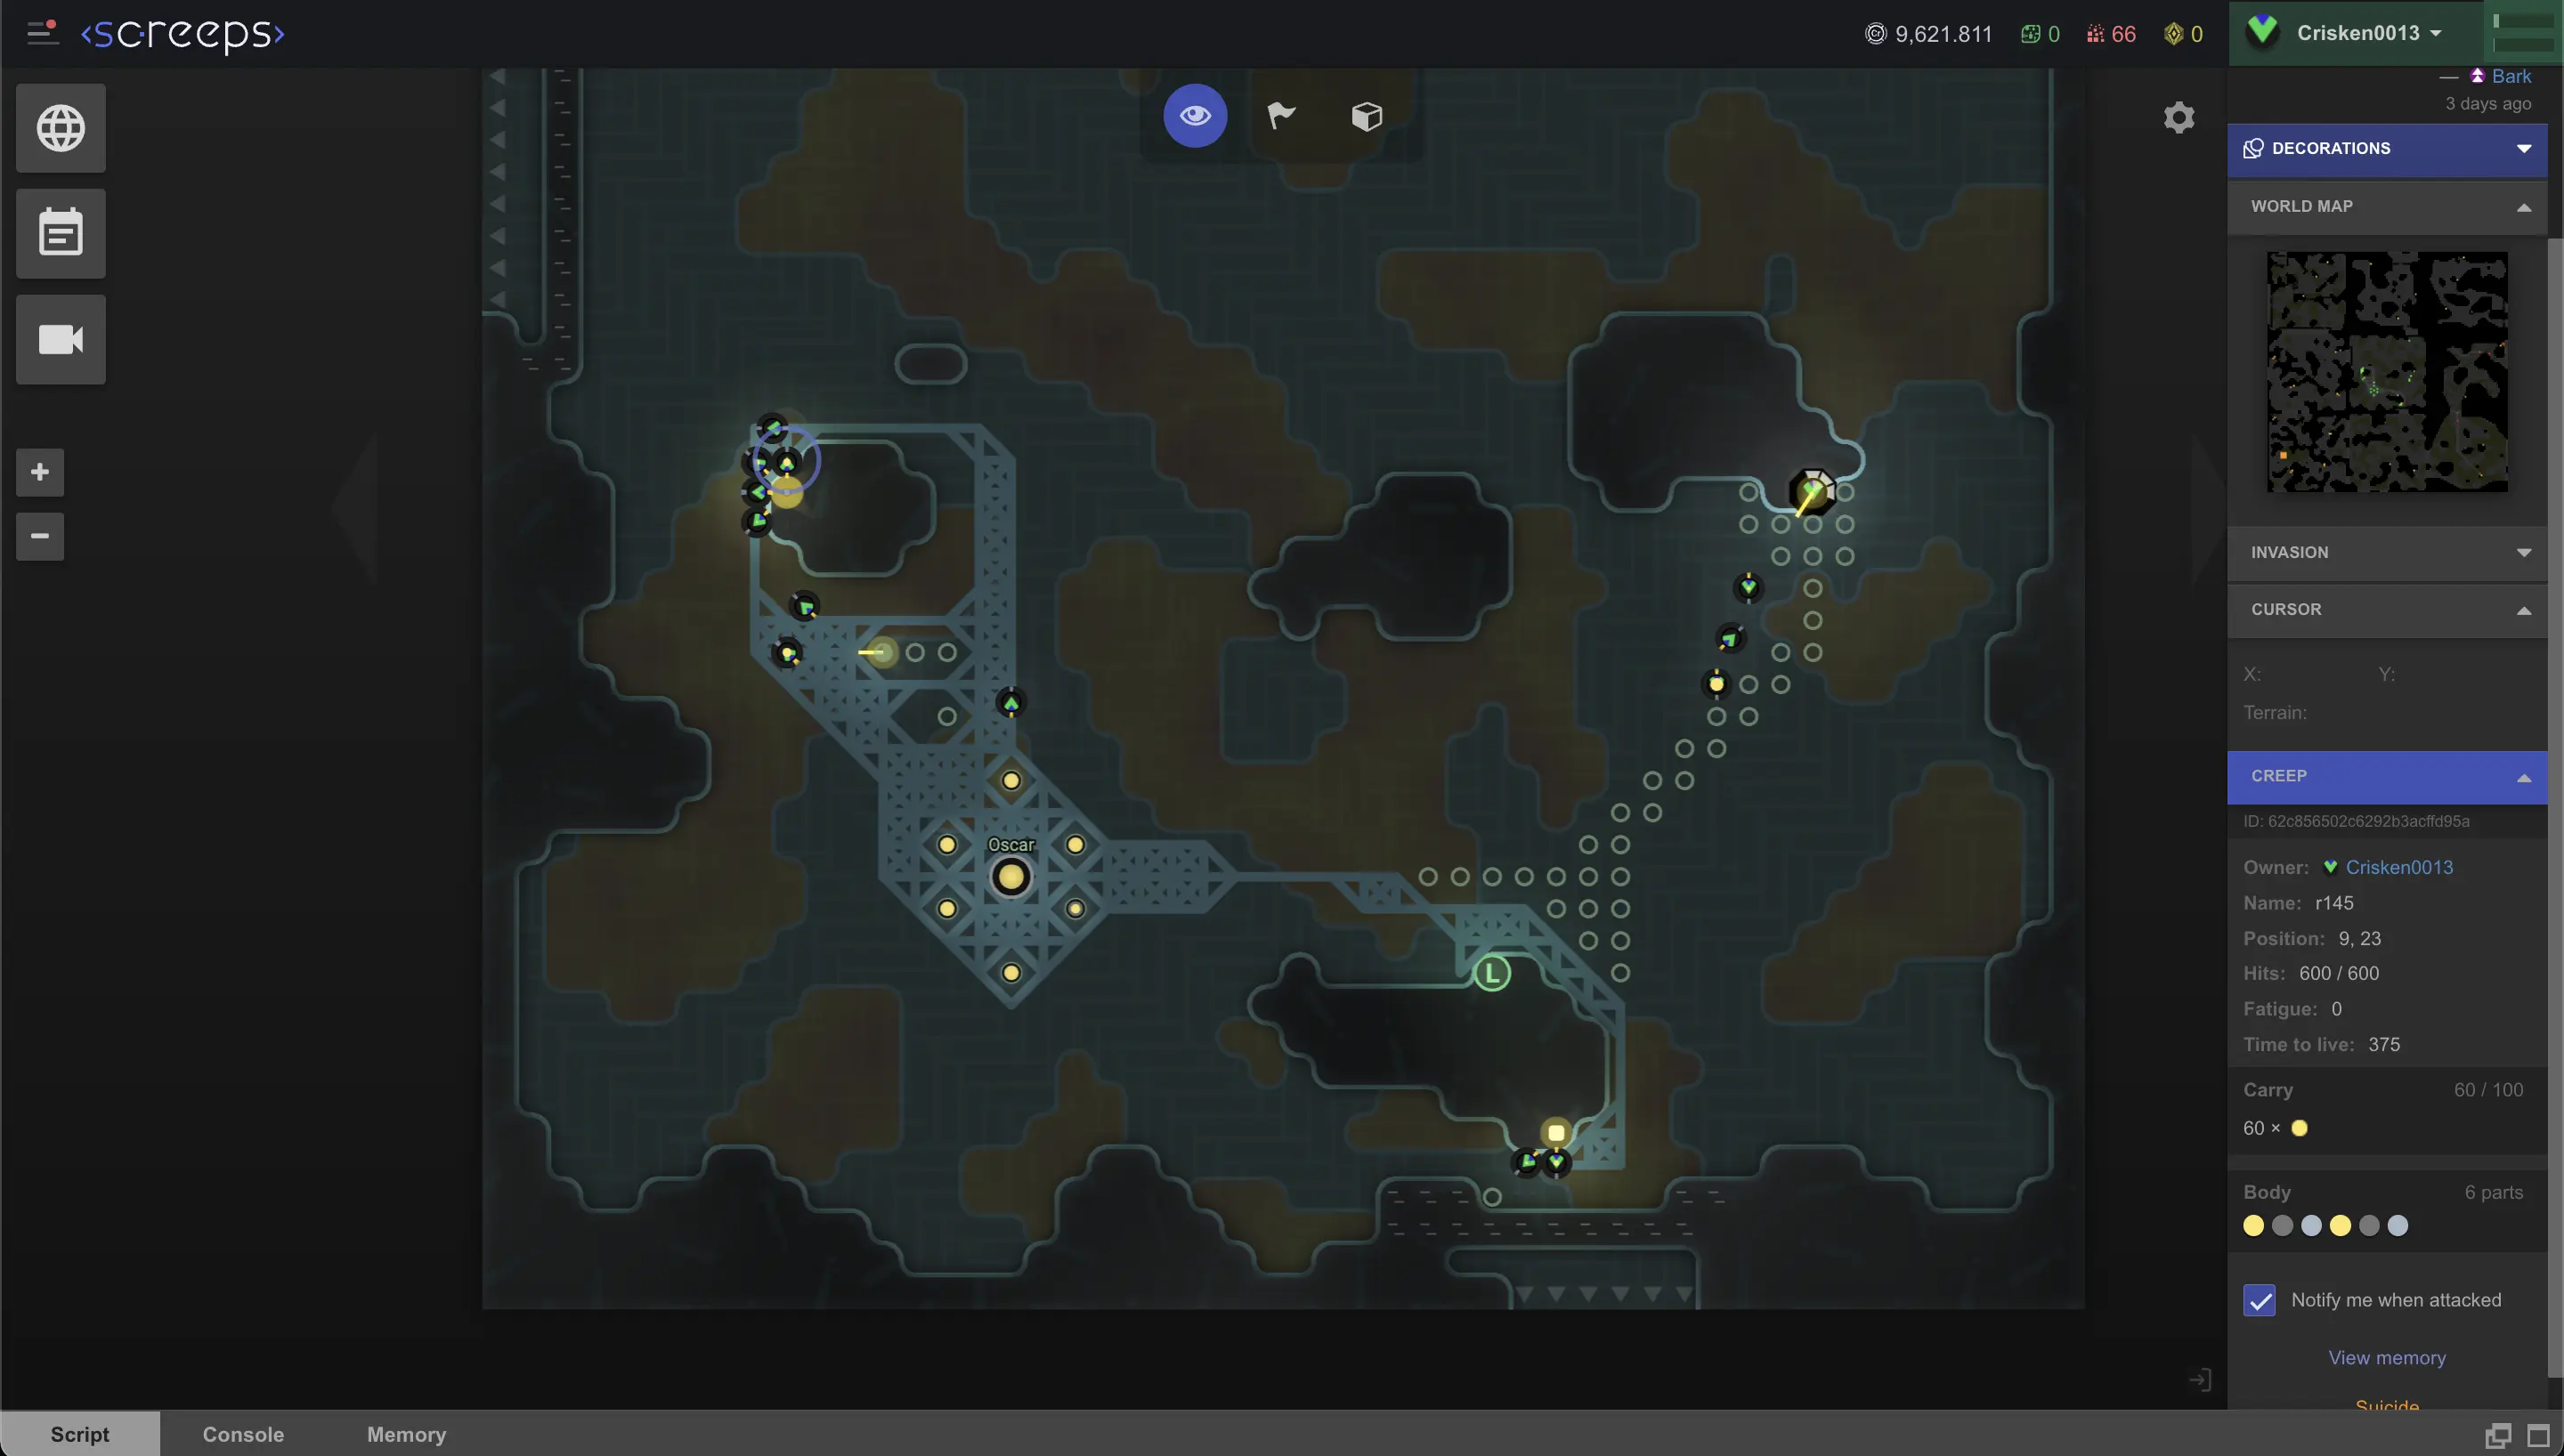 <screeps>
9,621.811
0
66
0
Crisken0013
Bark
3 days ago
DECORATIONS
WORLD MAP
INVASION
CURSOR
X: Y:
Terrain:
CREEP
ID: 62c856502c6292b3acffd95a
Owner: Crisken0013
Name: r145
Position: 9, 23
Hits: 600 / 600
Fatigue: 0
Time to live: 375
Carry 60 / 100
60 ×
Body 6 parts
Notify me when attacked
View memory
Suicide
Oscar
L
Script Console Memory